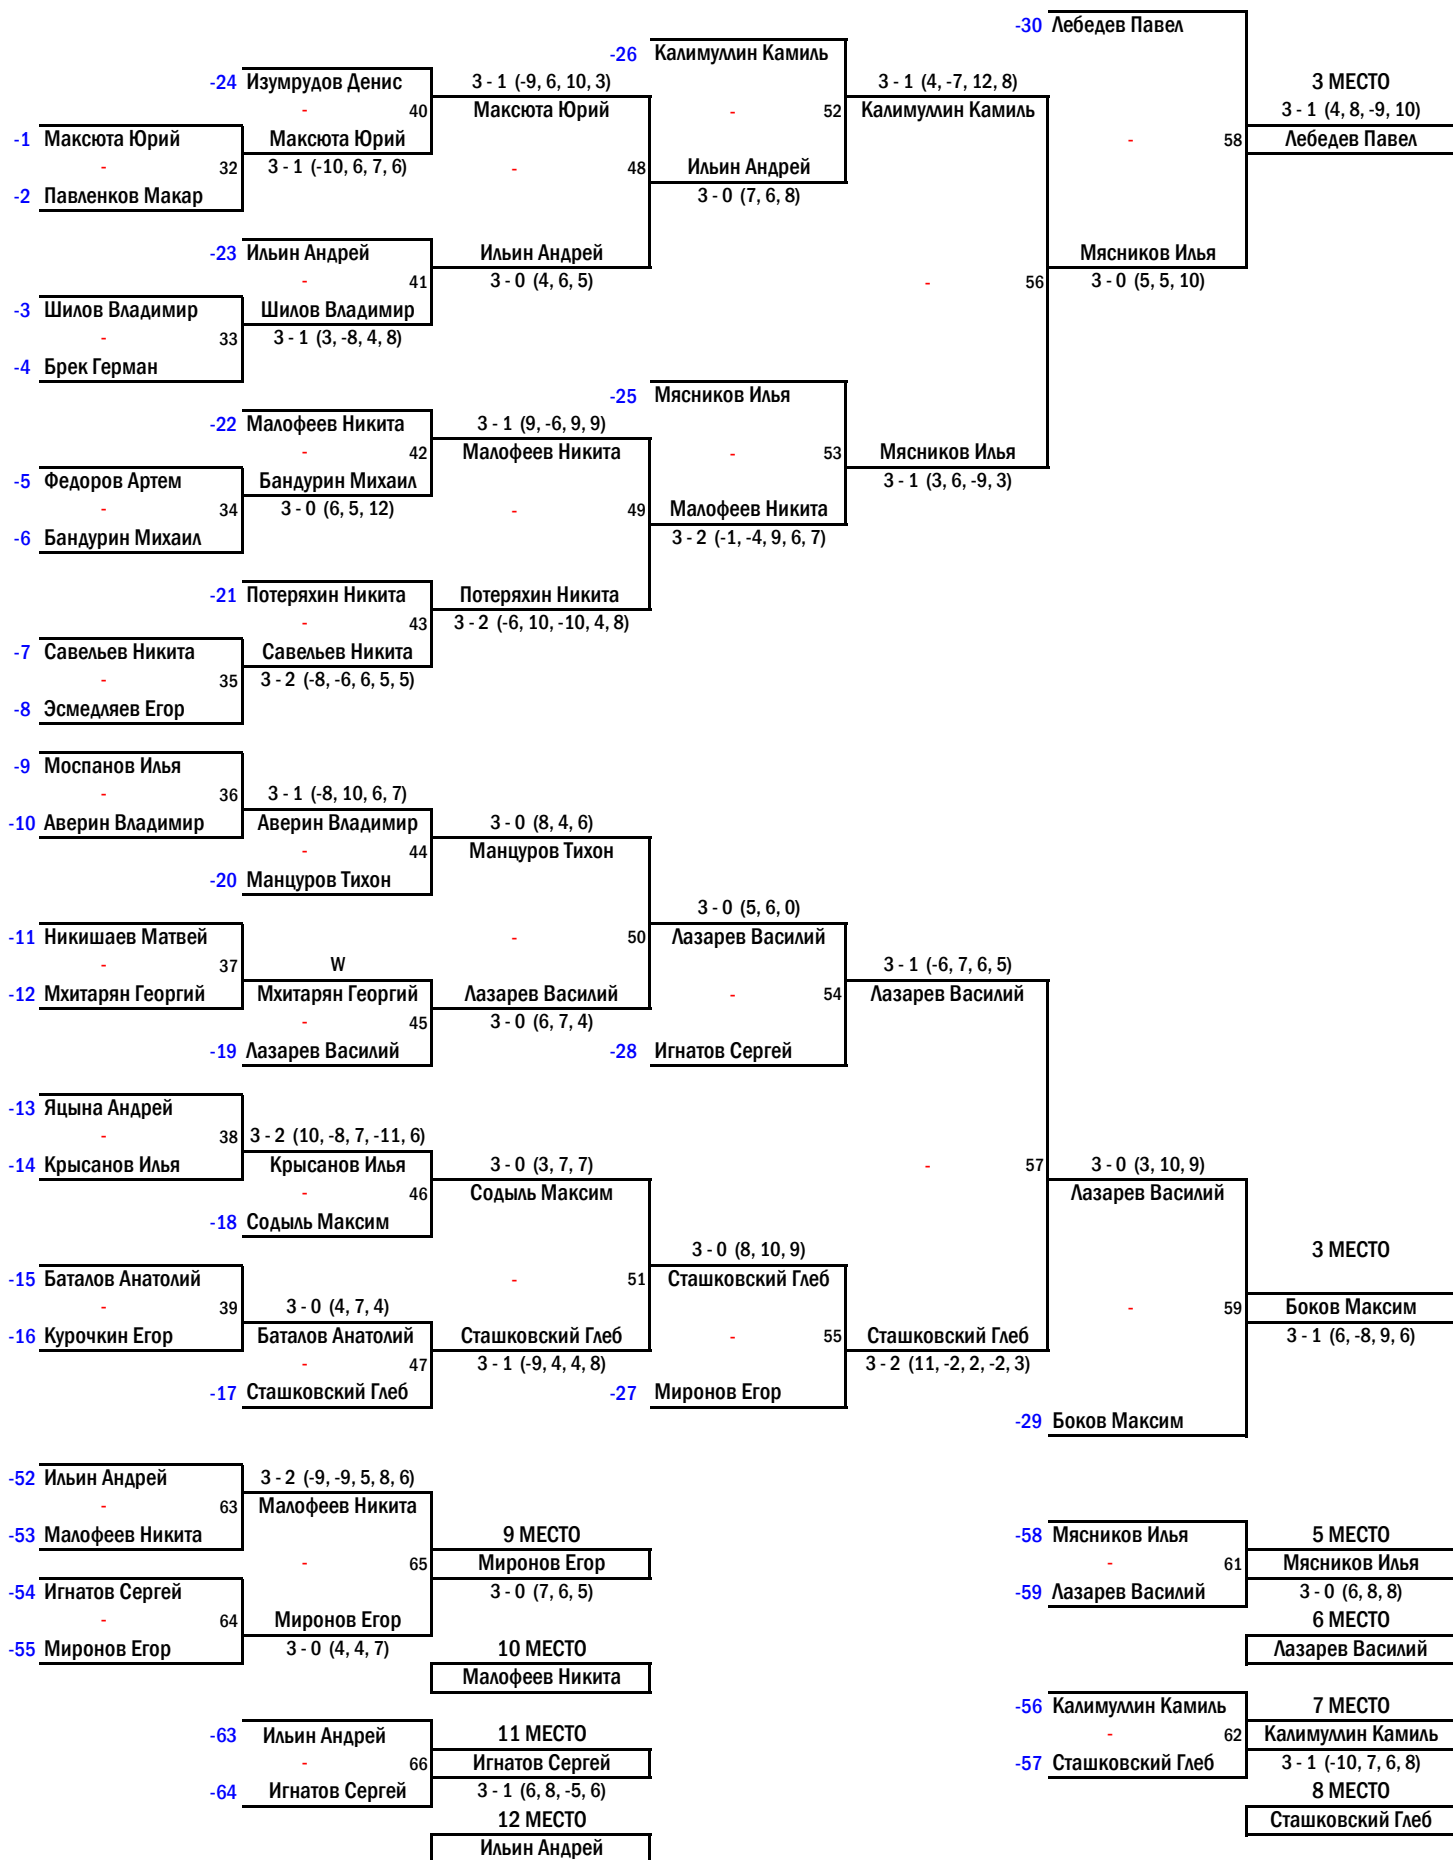 -30 Лебедев Павел
-26 Калимуллин Камиль
-24 Изумрудов Денис 3 - 1 (-9, 6, 10, 3) 3 - 1 (4, -7, 12, 8) 3 МЕСТО
- 40 Максюта Юрий - 52 Калимуллин Камиль 3 - 1 (4, 8, -9, 10)
-1 Максюта Юрий Максюта Юрий - 58 Лебедев Павел
- 32 3 - 1 (-10, 6, 7, 6) - 48 Ильин Андрей
-2 Павленков Макар 3 - 0 (7, 6, 8)
-23 Ильин Андрей Ильин Андрей Мясников Илья
- 41 3 - 0 (4, 6, 5) - 56 3 - 0 (5, 5, 10)
-3 Шилов Владимир Шилов Владимир
- 33 3 - 1 (3, -8, 4, 8)
-4 Брек Герман
-25 Мясников Илья
-22 Малофеев Никита 3 - 1 (9, -6, 9, 9)
- 42 Малофеев Никита - 53 Мясников Илья
-5 Федоров Артем Бандурин Михаил 3 - 1 (3, 6, -9, 3)
- 34 3 - 0 (6, 5, 12) - 49 Малофеев Никита
-6 Бандурин Михаил 3 - 2 (-1, -4, 9, 6, 7)
-21 Потеряхин Никита Потеряхин Никита
- 43 3 - 2 (-6, 10, -10, 4, 8)
-7 Савельев Никита Савельев Никита
- 35 3 - 2 (-8, -6, 6, 5, 5)
-8 Эсмедляев Егор
-9 Моспанов Илья
- 36 3 - 1 (-8, 10, 6, 7)
-10 Аверин Владимир Аверин Владимир 3 - 0 (8, 4, 6)
- 44 Манцуров Тихон
-20 Манцуров Тихон
3 - 0 (5, 6, 0)
-11 Никишаев Матвей - 50 Лазарев Василий
- 37 W 3 - 1 (-6, 7, 6, 5)
-12 Мхитарян Георгий Мхитарян Георгий Лазарев Василий - 54 Лазарев Василий
- 45 3 - 0 (6, 7, 4)
-19 Лазарев Василий -28 Игнатов Сергей
-13 Яцына Андрей
- 38 3 - 2 (10, -8, 7, -11, 6)
-14 Крысанов Илья Крысанов Илья 3 - 0 (3, 7, 7) - 57 3 - 0 (3, 10, 9)
- 46 Содыль Максим Лазарев Василий
-18 Содыль Максим
3 - 0 (8, 10, 9) 3 МЕСТО
-15 Баталов Анатолий - 51 Сташковский Глеб
- 39 3 - 0 (4, 7, 4) - 59 Боков Максим
-16 Курочкин Егор Баталов Анатолий Сташковский Глеб - 55 Сташковский Глеб 3 - 1 (6, -8, 9, 6)
- 47 3 - 1 (-9, 4, 4, 8) 3 - 2 (11, -2, 2, -2, 3)
-17 Сташковский Глеб -27 Миронов Егор
-29 Боков Максим
-52 Ильин Андрей 3 - 2 (-9, -9, 5, 8, 6)
- 63 Малофеев Никита
-53 Малофеев Никита 9 МЕСТО -58 Мясников Илья 5 МЕСТО
- 65 Миронов Егор - 61 Мясников Илья
-54 Игнатов Сергей 3 - 0 (7, 6, 5) -59 Лазарев Василий 3 - 0 (6, 8, 8)
- 64 Миронов Егор 6 МЕСТО
-55 Миронов Егор 3 - 0 (4, 4, 7) 10 МЕСТО Лазарев Василий
Малофеев Никита
-56 Калимуллин Камиль 7 МЕСТО
-63 Ильин Андрей 11 МЕСТО - 62 Калимуллин Камиль
- 66 Игнатов Сергей -57 Сташковский Глеб 3 - 1 (-10, 7, 6, 8)
-64 Игнатов Сергей 3 - 1 (6, 8, -5, 6) 8 МЕСТО
12 МЕСТО Сташковский Глеб
Ильин Андрей